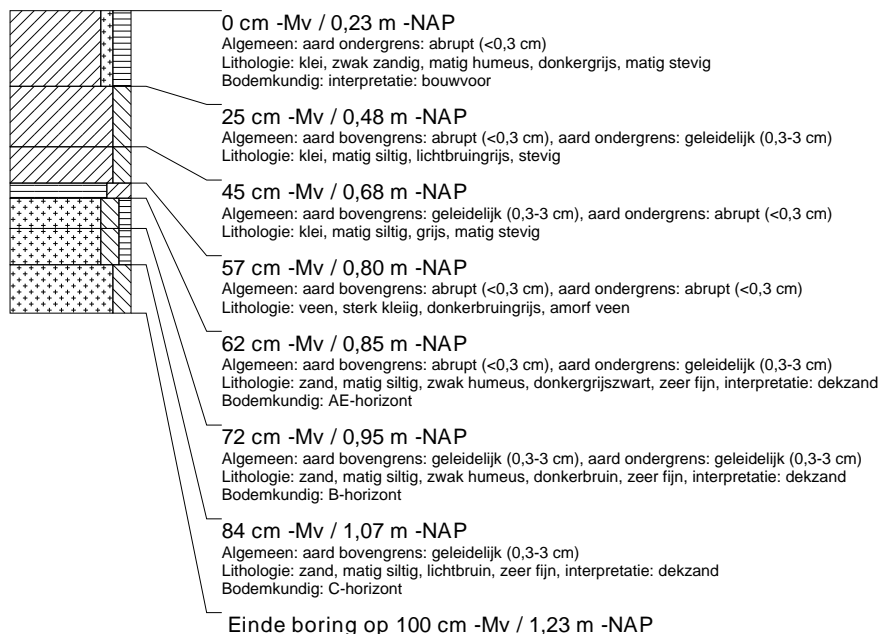 0 cm -Mv / 0,23 m -NAP
Algemeen: aard ondergrens: abrupt (<0,3 cm)
Lithologie: klei, zwak zandig, matig humeus, donkergrijs, matig stevig
Bodemkundig: interpretatie: bouwvoor
25 cm -Mv / 0,48 m -NAP
Algemeen: aard bovengrens: abrupt (<0,3 cm), aard ondergrens: geleidelijk (0,3-3 cm)
Lithologie: klei, matig siltig, lichtbruingrijs, stevig
45 cm -Mv / 0,68 m -NAP
Algemeen: aard bovengrens: geleidelijk (0,3-3 cm), aard ondergrens: abrupt (<0,3 cm)
Lithologie: klei, matig siltig, grijs, matig stevig
57 cm -Mv / 0,80 m -NAP
Algemeen: aard bovengrens: abrupt (<0,3 cm), aard ondergrens: abrupt (<0,3 cm)
Lithologie: veen, sterk kleiig, donkerbruingrijs, amorf veen
62 cm -Mv / 0,85 m -NAP
Algemeen: aard bovengrens: abrupt (<0,3 cm), aard ondergrens: geleidelijk (0,3-3 cm)
Lithologie: zand, matig siltig, zwak humeus, donkergrijszwart, zeer fijn, interpretatie: dekzand
Bodemkundig: AE-horizont
72 cm -Mv / 0,95 m -NAP
Algemeen: aard bovengrens: geleidelijk (0,3-3 cm), aard ondergrens: geleidelijk (0,3-3 cm)
Lithologie: zand, matig siltig, zwak humeus, donkerbruin, zeer fijn, interpretatie: dekzand
Bodemkundig: B-horizont
84 cm -Mv / 1,07 m -NAP
Algemeen: aard bovengrens: geleidelijk (0,3-3 cm)
Lithologie: zand, matig siltig, lichtbruin, zeer fijn, interpretatie: dekzand
Bodemkundig: C-horizont
Einde boring op 100 cm -Mv / 1,23 m -NAP